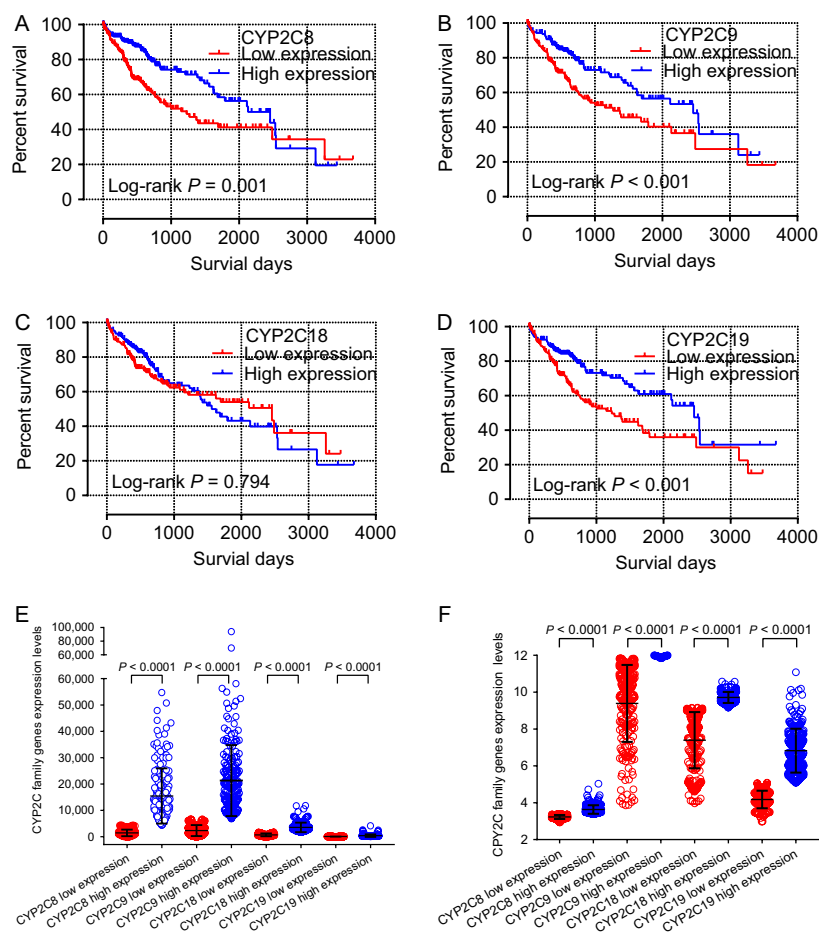 A
CYP2C8
Low expression
High expression
Percent survival
100
80
60
40
20
0
Log-rank P = 0.001
0 1000 2000 3000 4000
Survial days
B
CYP2C9
Low expression
High expression
Percent survival
100
80
60
40
20
0
Log-rank P < 0.001
0 1000 2000 3000 4000
Survial days
C
CYP2C18
Low expression
High expression
Percent survival
100
80
60
40
20
0
Log-rank P = 0.794
0 1000 2000 3000 4000
Survial days
D
CYP2C19
Low expression
High expression
Percent survival
100
80
60
40
20
0
Log-rank P < 0.001
0 1000 2000 3000 4000
Survial days
E
CYP2C family genes expression levels
100,000
80,000
60,000
60,000
50,000
40,000
30,000
20,000
10,000
0
P < 0.0001 P < 0.0001 P < 0.0001 P < 0.0001
CYP2C8 low expression
CYP2C8 high expression
CYP2C9 low expression
CYP2C9 high expression
CYP2C18 low expression
CYP2C18 high expression
CYP2C19 low expression
CYP2C19 high expression
F
CPY2C family genes expression levels
12
10
8
6
4
2
P < 0.0001 P < 0.0001 P < 0.0001 P < 0.0001
CYP2C8 low expression
CYP2C8 high expression
CYP2C9 low expression
CYP2C9 high expression
CYP2C18 low expression
CYP2C18 high expression
CYP2C19 low expression
CYP2C19 high expression